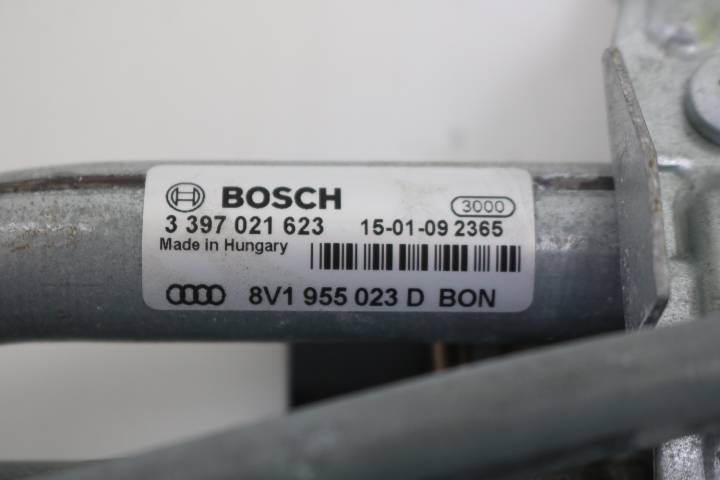 BOSCH
3000
3 397 021 623 15-01-09 2365
Made in Hungary
8V1 955 023 D BON